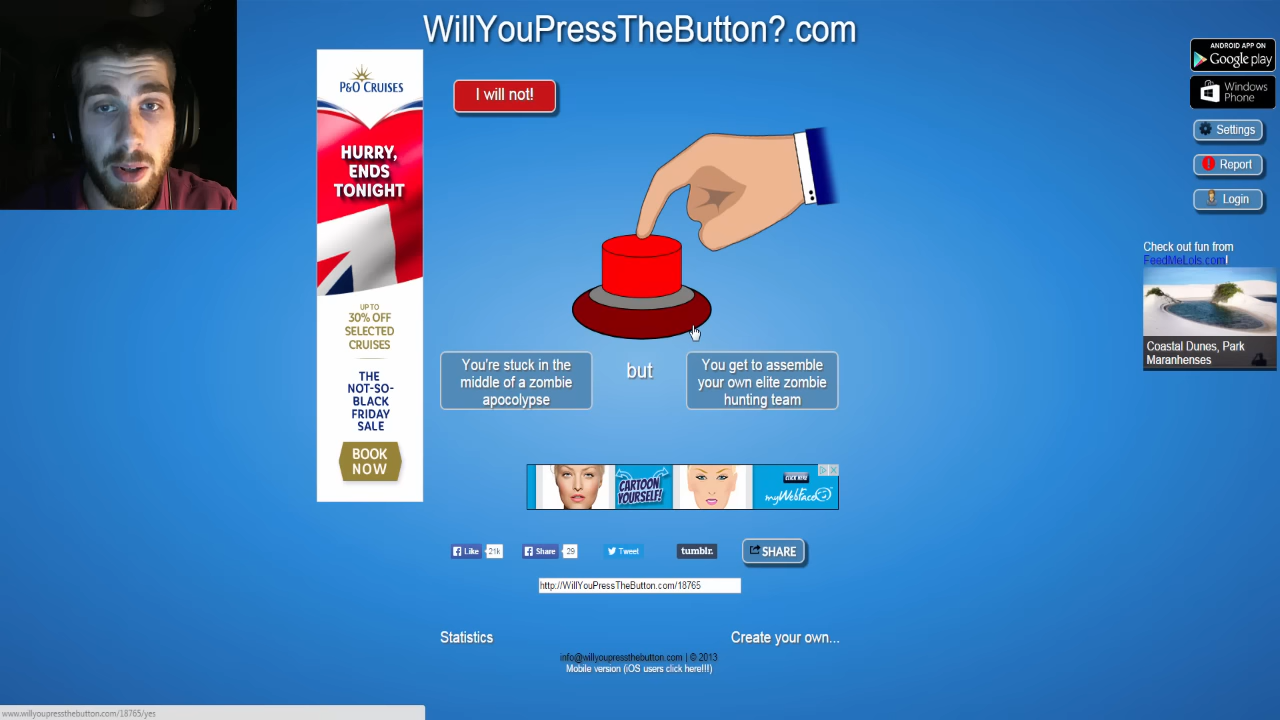 WillYouPressTheButton?.com
P&O CRUISES
HURRY,
ENDS
TONIGHT
UP TO
30% OFF
SELECTED
CRUISES
THE
NOT-SO-
BLACK
FRIDAY
SALE
BOOK
NOW
I will not!
You're stuck in the
middle of a zombie
apocolypse
but
You get to assemble
your own elite zombie
hunting team
CARTOON
YOURSELF!
CLICK HERE
myWebFace
Like 21k
Share 29
Tweet
tumblr.
SHARE
http://WillYouPressTheButton.com/18765
Statistics
Create your own...
info@willyoupressthebutton.com | © 2013
Mobile version (iOS users click here!!!)
ANDROID APP ON
Google play
Windows
Phone
Settings
Report
Login
Check out fun from
FeedMeLols.com!
Coastal Dunes, Park
Maranhenses
www.willyoupressthebutton.com/18765/yes